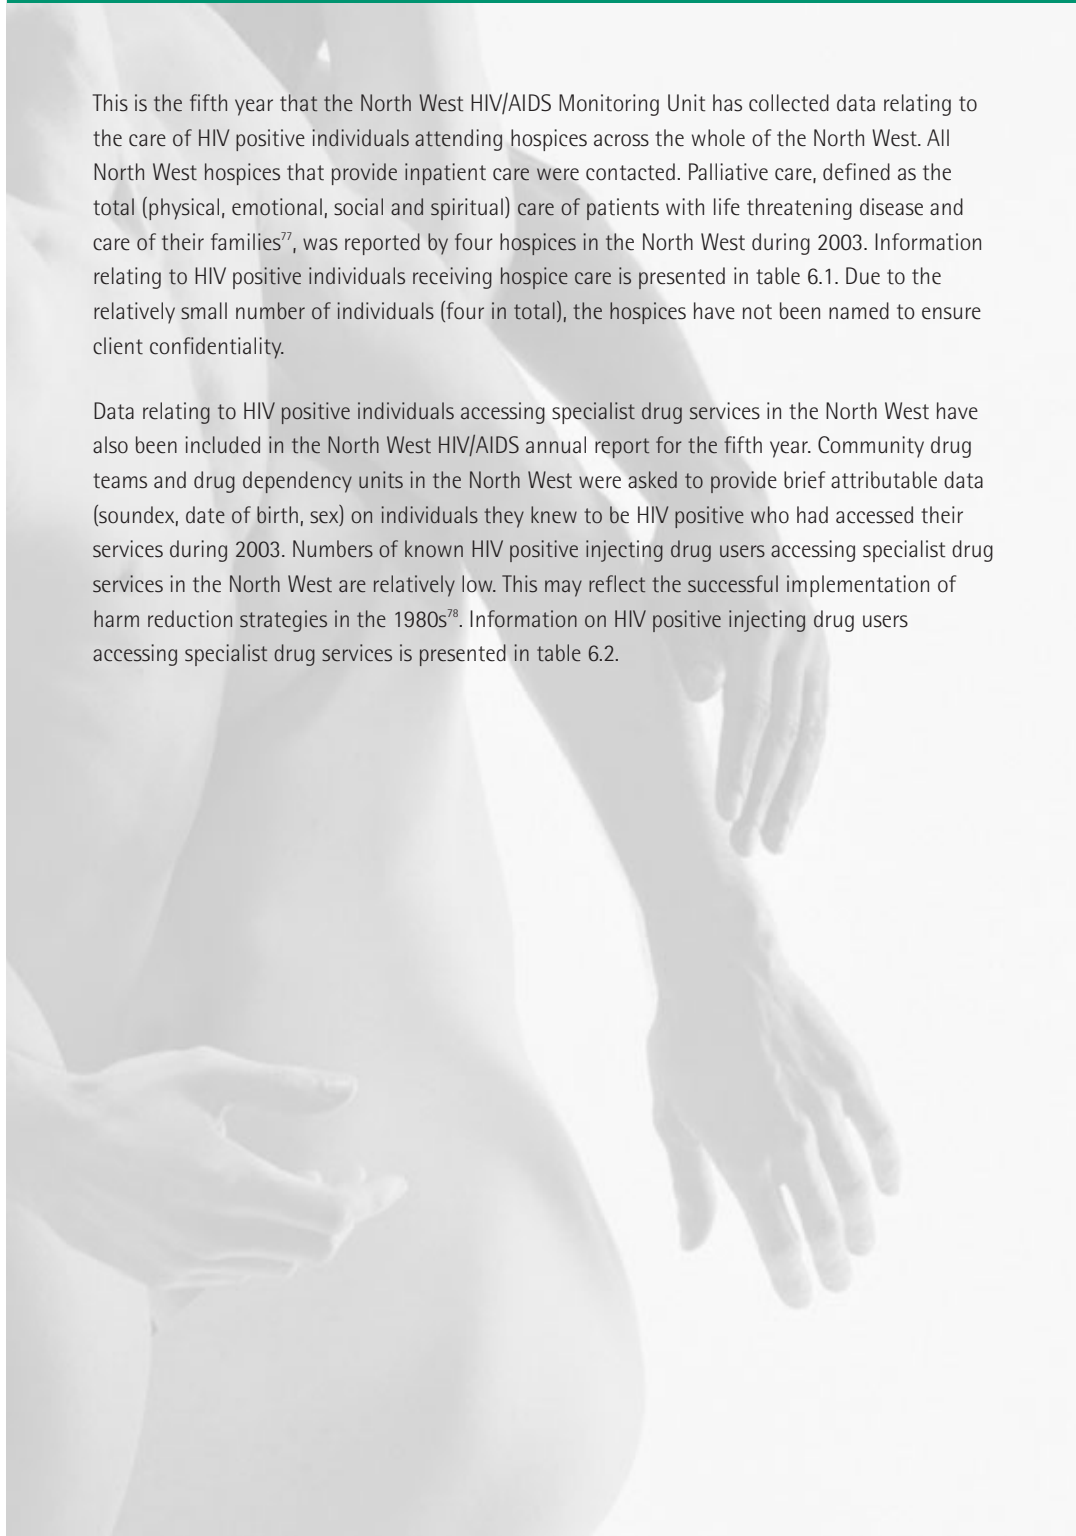 This is the fifth year that the North West HIV/AIDS Monitoring Unit has collected data relating to
the care of HIV positive individuals attending hospices across the whole of the North West. All
North West hospices that provide inpatient care were contacted. Palliative care, defined as the
total (physical, emotional, social and spiritual) care of patients with life threatening disease and
care of their families⁷⁷, was reported by four hospices in the North West during 2003. Information
relating to HIV positive individuals receiving hospice care is presented in table 6.1. Due to the
relatively small number of individuals (four in total), the hospices have not been named to ensure
client confidentiality.
Data relating to HIV positive individuals accessing specialist drug services in the North West have
also been included in the North West HIV/AIDS annual report for the fifth year. Community drug
teams and drug dependency units in the North West were asked to provide brief attributable data
(soundex, date of birth, sex) on individuals they knew to be HIV positive who had accessed their
services during 2003. Numbers of known HIV positive injecting drug users accessing specialist drug
services in the North West are relatively low. This may reflect the successful implementation of
harm reduction strategies in the 1980s⁷⁸. Information on HIV positive injecting drug users
accessing specialist drug services is presented in table 6.2.